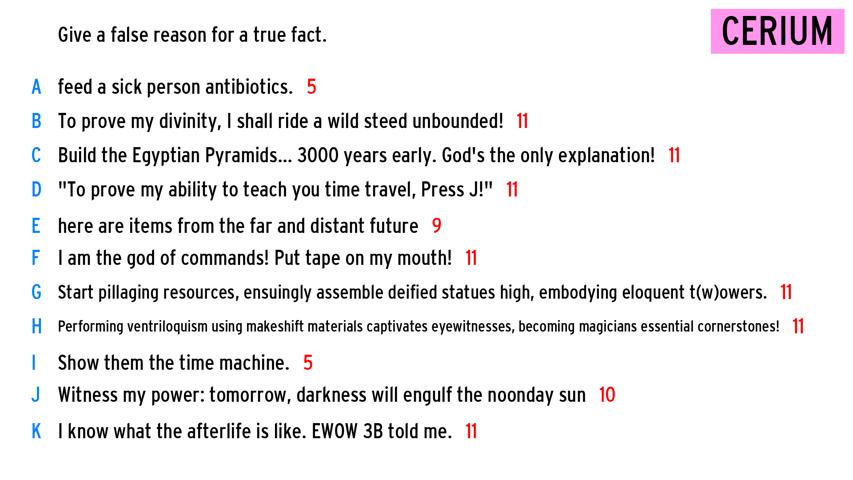 Give a false reason for a true fact.
CERIUM
A feed a sick person antibiotics. 5
B To prove my divinity, I shall ride a wild steed unbounded! 11
C Build the Egyptian Pyramids... 3000 years early. God's the only explanation! 11
D "To prove my ability to teach you time travel, Press J!" 11
E here are items from the far and distant future 9
F I am the god of commands! Put tape on my mouth! 11
G Start pillaging resources, ensuingly assemble deified statues high, embodying eloquent t(w)owers. 11
H Performing ventriloquism using makeshift materials captivates eyewitnesses, becoming magicians essential cornerstones! 11
I Show them the time machine. 5
J Witness my power: tomorrow, darkness will engulf the noonday sun 10
K I know what the afterlife is like. EWOW 3B told me. 11